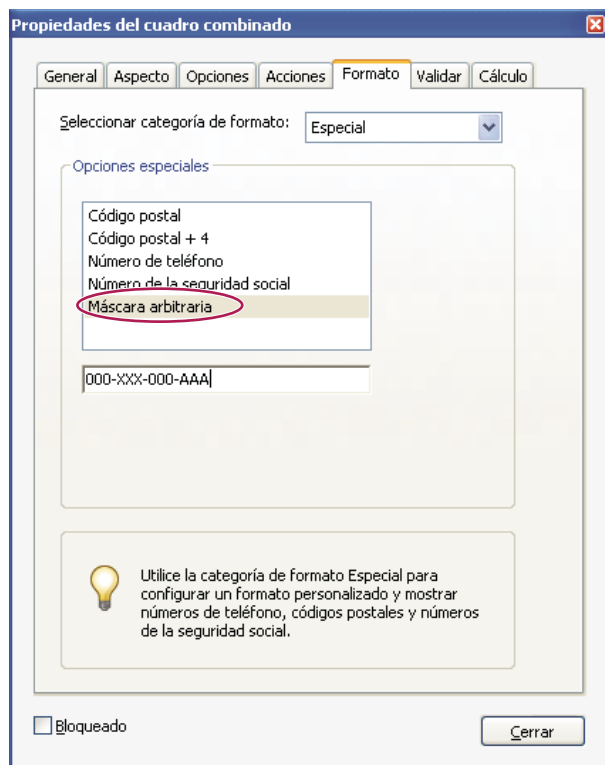 Propiedades del cuadro combinado
General Aspecto Opciones Acciones Formato Validar Cálculo
Seleccionar categoría de formato: Especial
Opciones especiales
Código postal
Código postal + 4
Número de teléfono
Número de la seguridad social
Máscara arbitraria
000-XXX-000-AAA
Utilice la categoría de formato Especial para
configurar un formato personalizado y mostrar
números de teléfono, códigos postales y números
de la seguridad social.
Bloqueado Cerrar